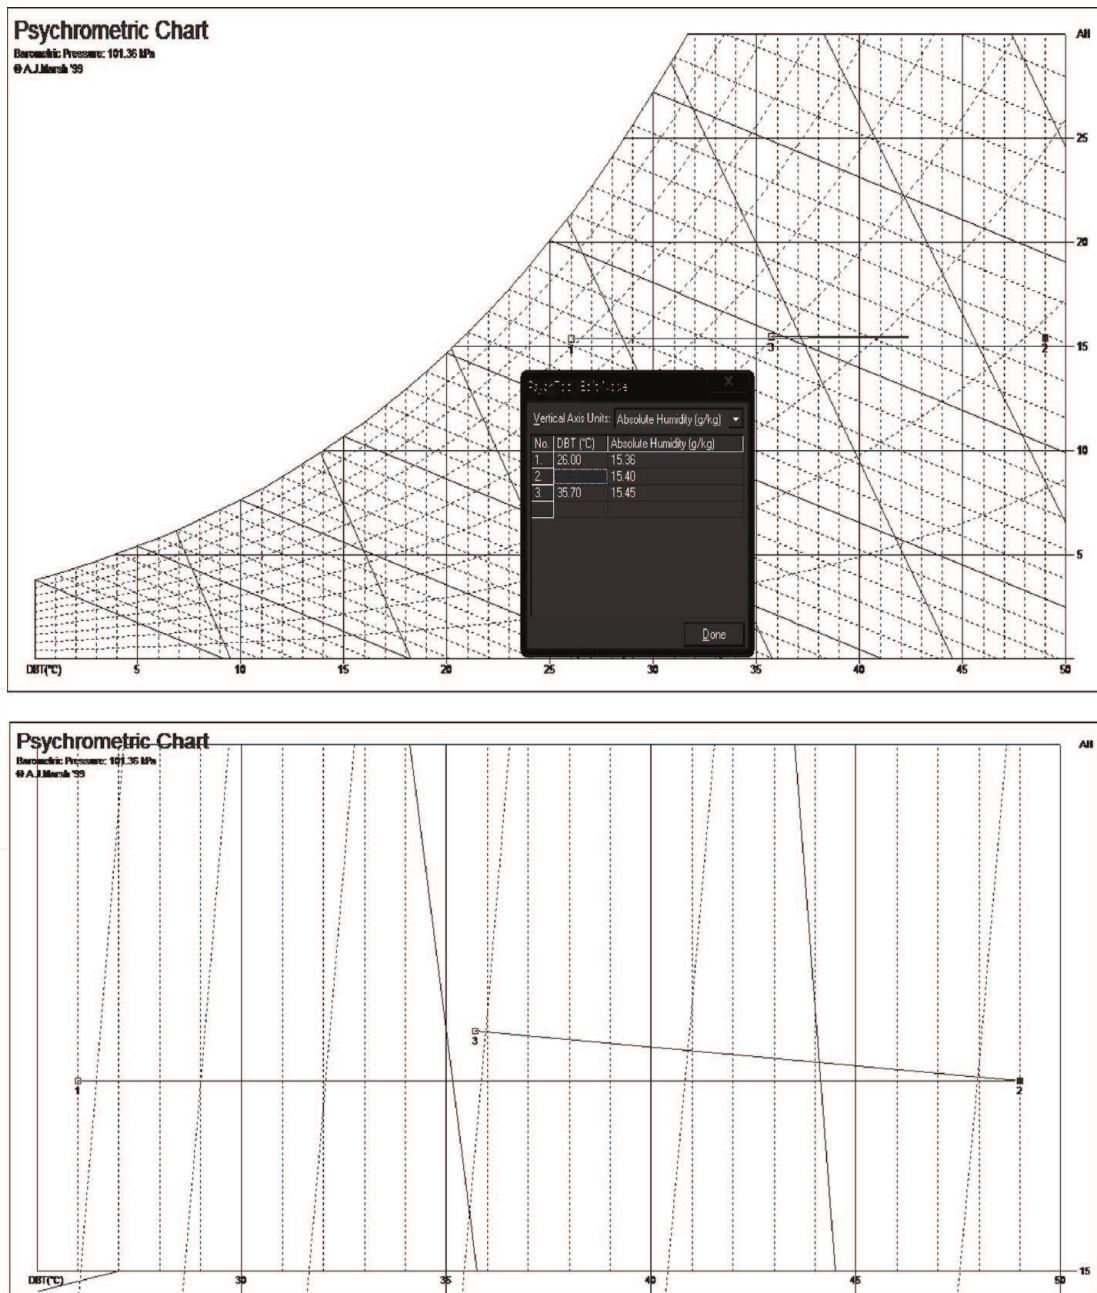 Psychrometric Chart
Barometric Pressure: 101.36 kPa
© A.J.Marsh '99
AH
25
20
15
10
5
1
3
2
X
Vertical Axis Units: Absolute Humidity (g/kg)
No. DBT (°C) Absolute Humidity (g/kg)
1. 26.00 15.36
2. 15.40
3. 35.70 15.45
Done
DBT(°C) 5 10 15 20 25 30 35 40 45 50
Psychrometric Chart
Barometric Pressure: 101.36 kPa
© A.J.Marsh '99
AH
3
1
2
15
DBT(°C) 30 35 40 45 50